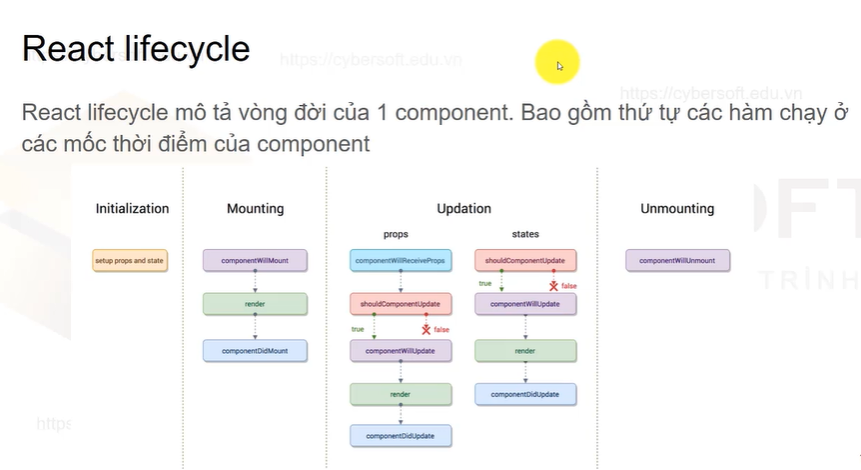 React lifecycle
https://cybersoft.edu.vn
https://cybersoft.edu.vn
React lifecycle mô tả vòng đời của 1 component. Bao gồm thứ tự các hàm chạy ở
các mốc thời điểm của component
Initialization
setup props and state
Mounting
componentWillMount
render
componentDidMount
Updation
props
componentWillReceiveProps
shouldComponentUpdate
true
false
componentWillUpdate
render
componentDidUpdate
states
shouldComponentUpdate
true
false
componentWillUpdate
render
componentDidUpdate
Unmounting
componentWillUnmount
OFT
TRÌNH
https